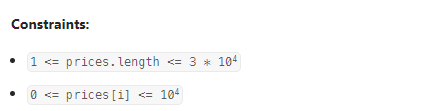 Constraints:
• 1 <= prices.length <= 3 * 10⁴
• 0 <= prices[i] <= 10⁴